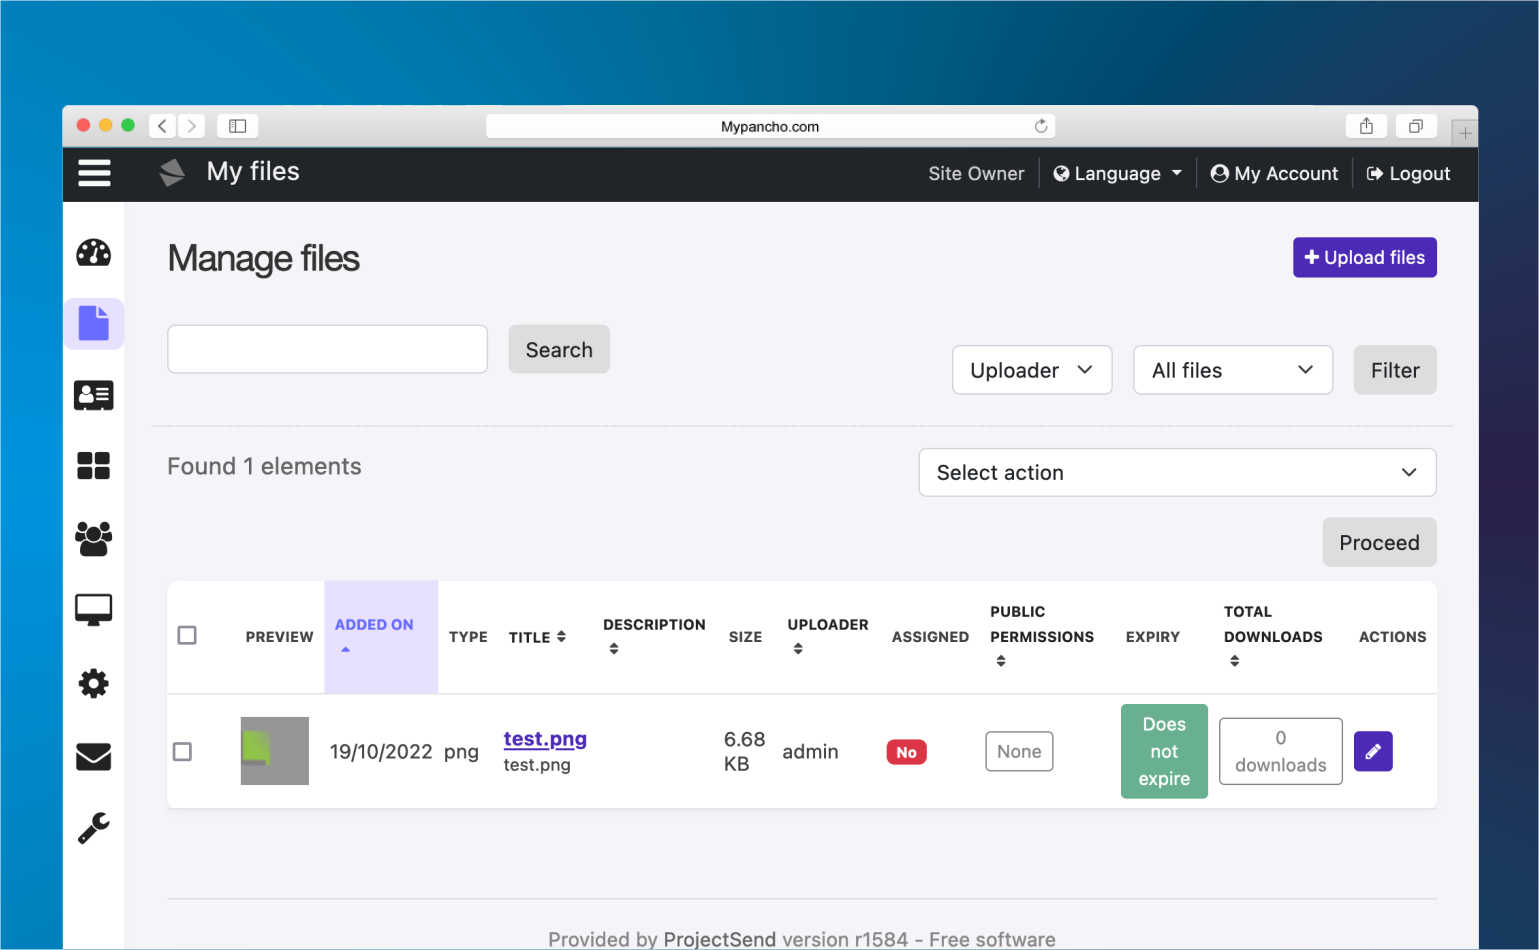 Mypancho.com
My files
Site Owner
Language
My Account
Logout
Manage files
Upload files
Search
Uploader
All files
Filter
Found 1 elements
Select action
Proceed
PREVIEW
ADDED ON
TYPE
TITLE
DESCRIPTION
SIZE
UPLOADER
ASSIGNED
PUBLIC
PERMISSIONS
EXPIRY
TOTAL
DOWNLOADS
ACTIONS
19/10/2022
png
test.png
test.png
6.68
KB
admin
No
None
Does
not
expire
0
downloads
Provided by ProjectSend version r1584 - Free software